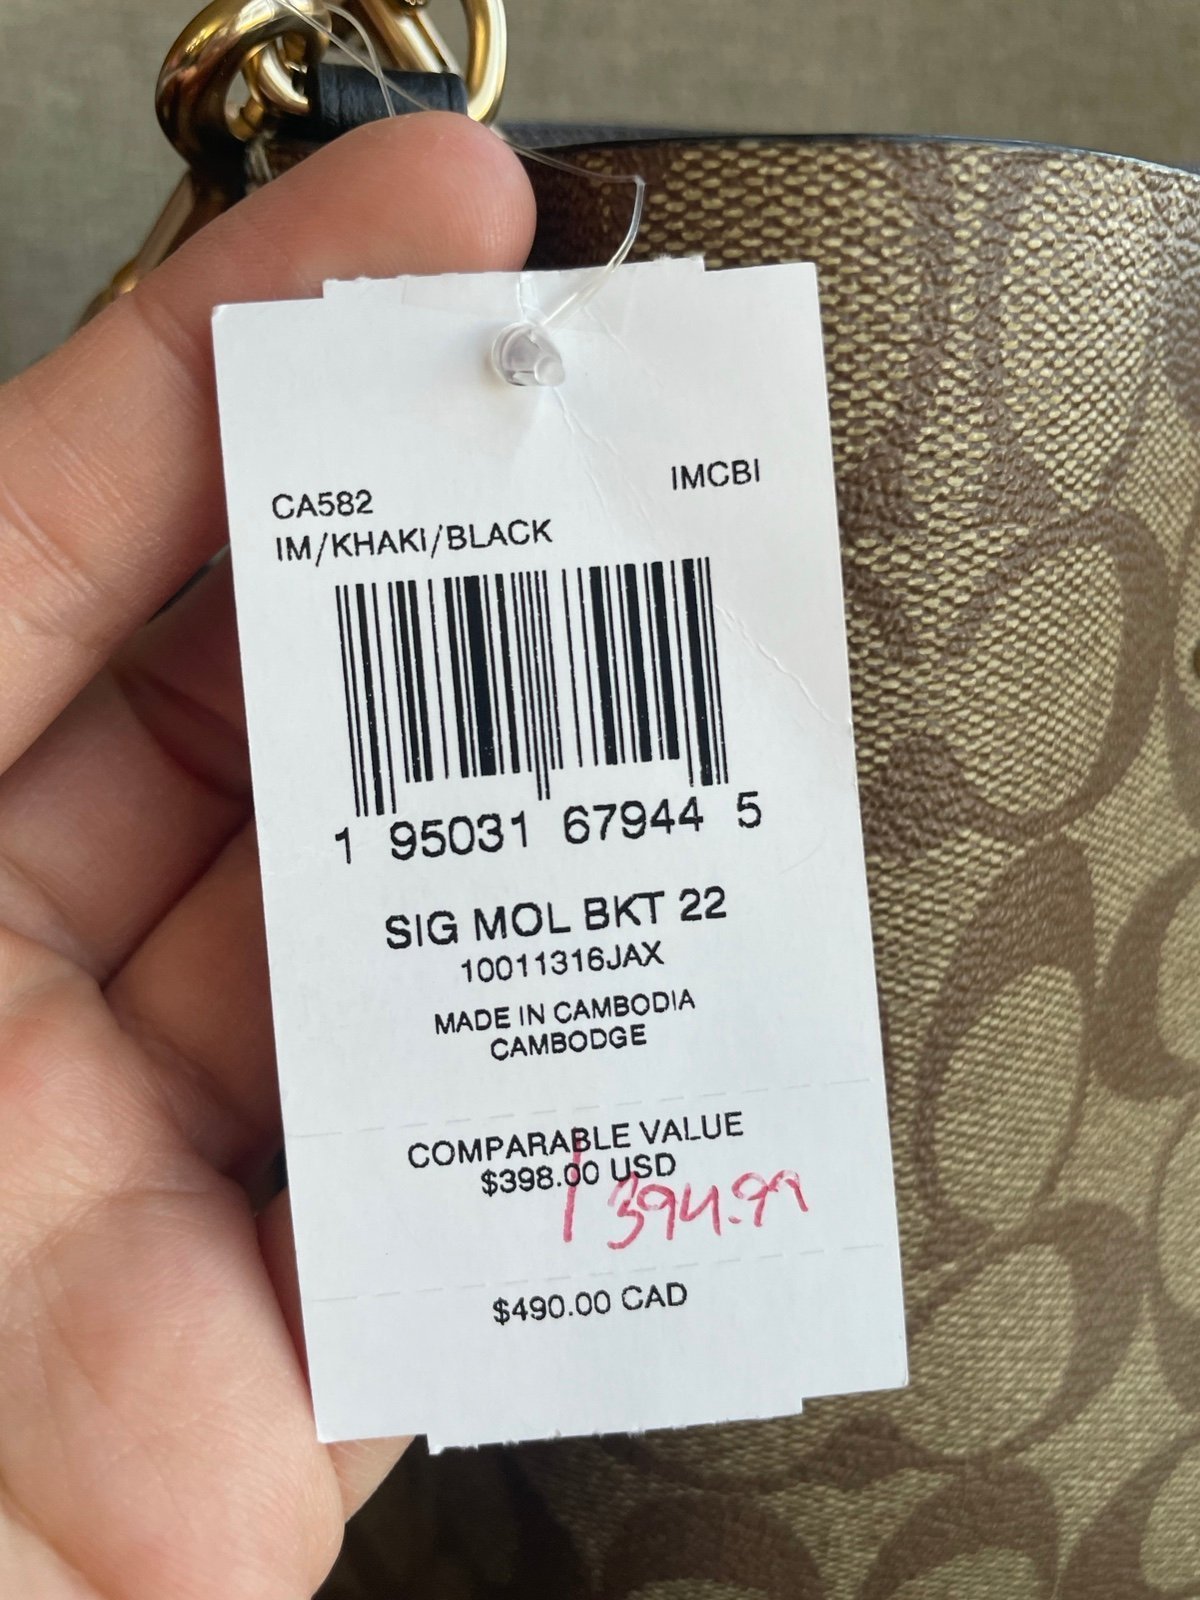 CA582 IMCBI
IM/KHAKI/BLACK
1 95031 67944 5
SIG MOL BKT 22
10011316JAX
MADE IN CAMBODIA
CAMBODGE
COMPARABLE VALUE
$398.00 USD
394.99
$490.00 CAD